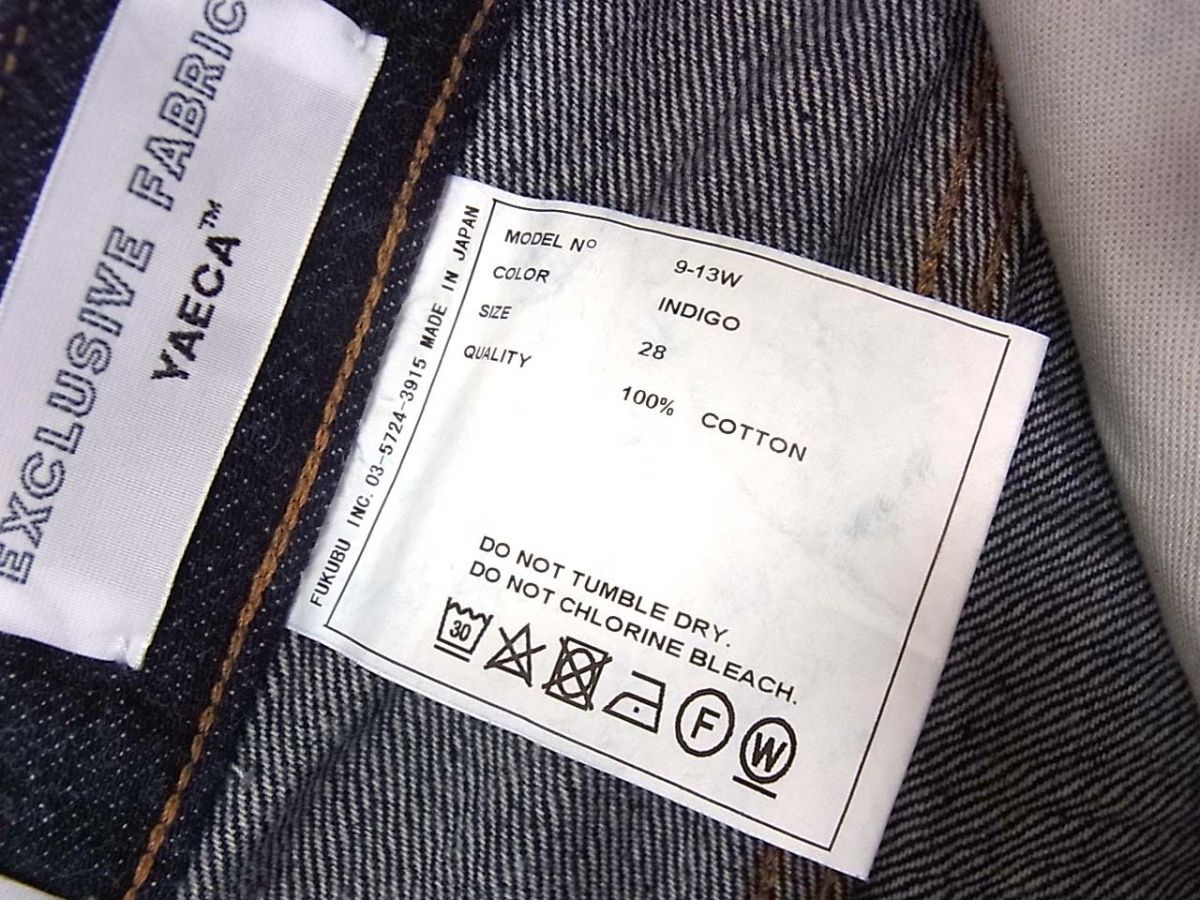 EXCLUSIVE FABRIC
YAECA™
FUKUBU INC. 03-5724-3915 MADE IN JAPAN
MODEL Nº 9-13W
COLOR INDIGO
SIZE 28
QUALITY 100% COTTON
DO NOT TUMBLE DRY.
DO NOT CHLORINE BLEACH.
30 F W